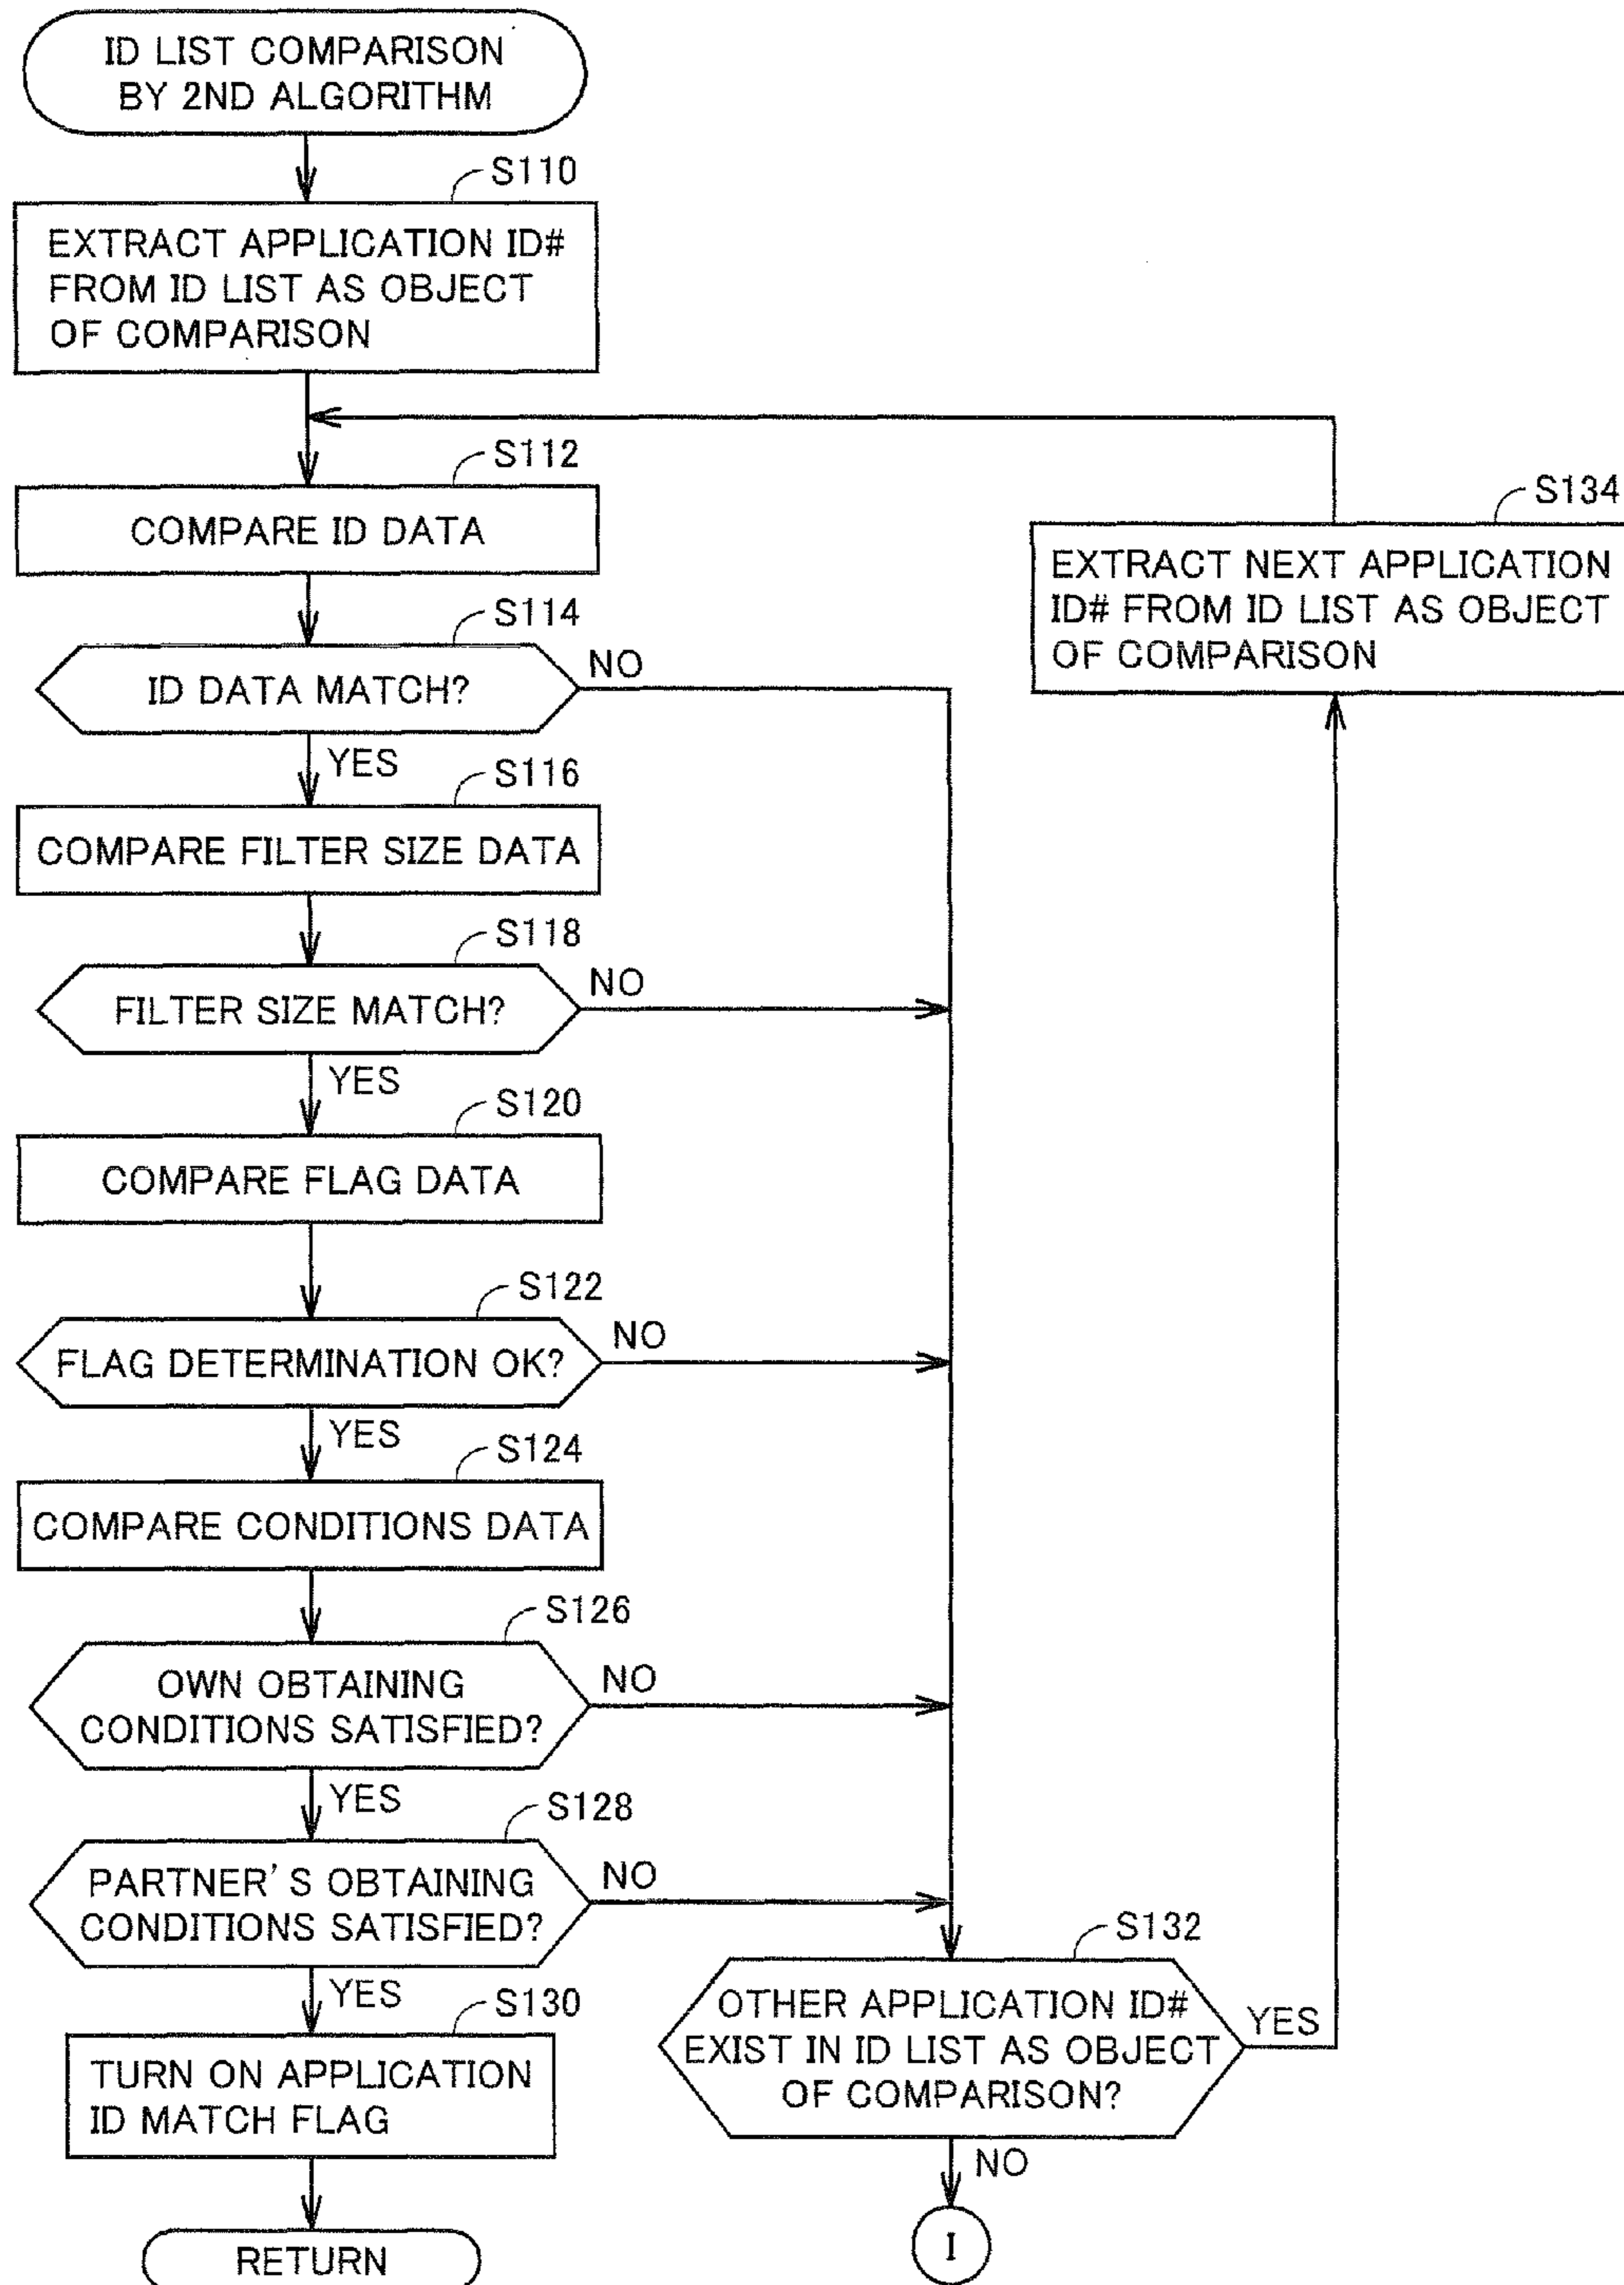 ID LIST COMPARISON
BY 2ND ALGORITHM
S110
EXTRACT APPLICATION ID#
FROM ID LIST AS OBJECT
OF COMPARISON
S112
COMPARE ID DATA
S134
EXTRACT NEXT APPLICATION
ID# FROM ID LIST AS OBJECT
OF COMPARISON
S114
ID DATA MATCH?
NO
YES
S116
COMPARE FILTER SIZE DATA
S118
FILTER SIZE MATCH?
NO
YES
S120
COMPARE FLAG DATA
S122
FLAG DETERMINATION OK?
NO
YES
S124
COMPARE CONDITIONS DATA
S126
OWN OBTAINING
CONDITIONS SATISFIED?
NO
YES
S128
PARTNER'S OBTAINING
CONDITIONS SATISFIED?
NO
YES
S130
TURN ON APPLICATION
ID MATCH FLAG
RETURN
S132
OTHER APPLICATION ID#
EXIST IN ID LIST AS OBJECT
OF COMPARISON?
YES
NO
I